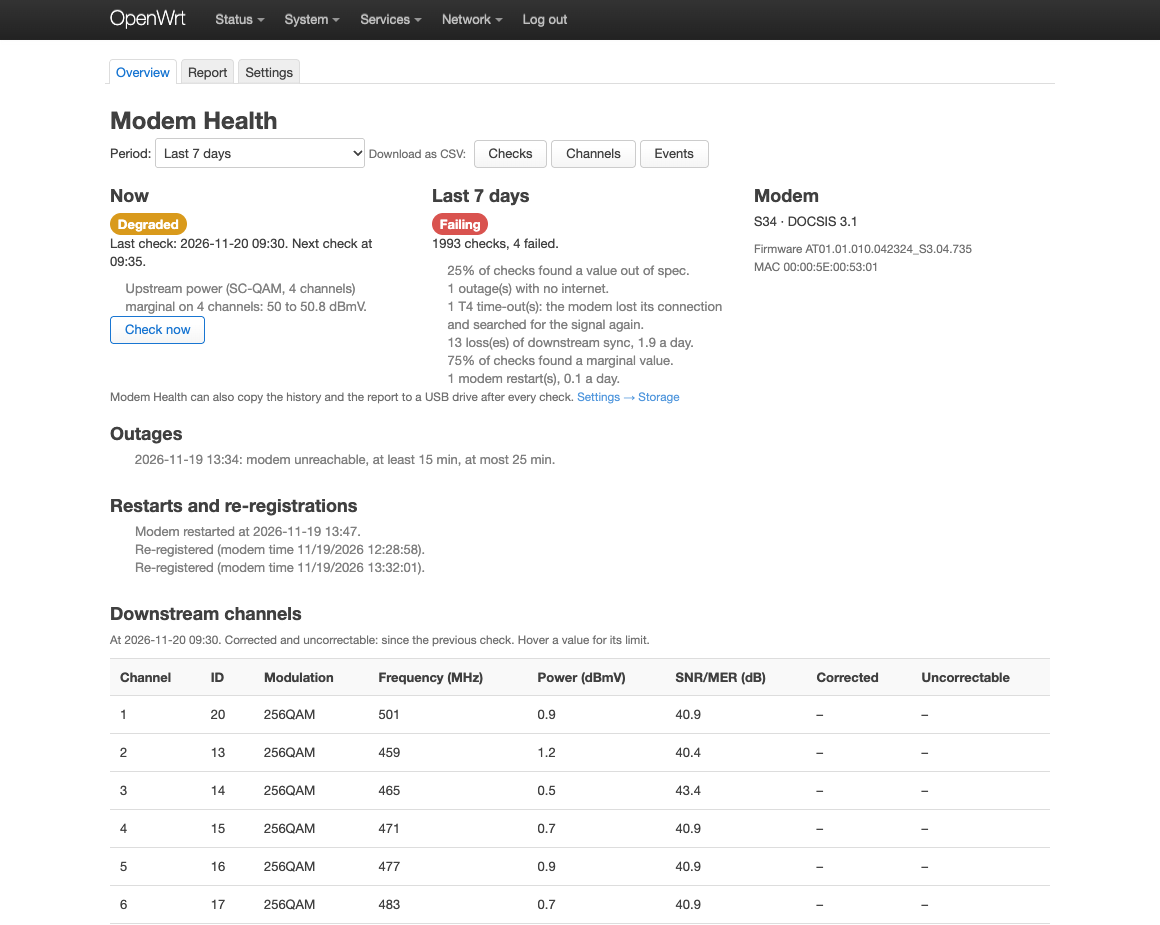 OpenWrt Status System Services Network Log out
Overview Report Settings
Modem Health
Period: Last 7 days Download as CSV: Checks Channels Events
Now
Degraded
Last check: 2026-11-20 09:30. Next check at
09:35.
Upstream power (SC-QAM, 4 channels)
marginal on 4 channels: 50 to 50.8 dBmV.
Check now
Last 7 days
Failing
1993 checks, 4 failed.
25% of checks found a value out of spec.
1 outage(s) with no internet.
1 T4 time-out(s): the modem lost its connection
and searched for the signal again.
13 loss(es) of downstream sync, 1.9 a day.
75% of checks found a marginal value.
1 modem restart(s), 0.1 a day.
Modem
S34 · DOCSIS 3.1
Firmware AT01.01.010.042324_S3.04.735
MAC 00:00:5E:00:53:01
Modem Health can also copy the history and the report to a USB drive after every check. Settings → Storage
Outages
2026-11-19 13:34: modem unreachable, at least 15 min, at most 25 min.
Restarts and re-registrations
Modem restarted at 2026-11-19 13:47.
Re-registered (modem time 11/19/2026 12:28:58).
Re-registered (modem time 11/19/2026 13:32:01).
Downstream channels
At 2026-11-20 09:30. Corrected and uncorrectable: since the previous check. Hover a value for its limit.
Channel ID Modulation Frequency (MHz) Power (dBmV) SNR/MER (dB) Corrected Uncorrectable
1 20 256QAM 501 0.9 40.9 – –
2 13 256QAM 459 1.2 40.4 – –
3 14 256QAM 465 0.5 43.4 – –
4 15 256QAM 471 0.7 40.9 – –
5 16 256QAM 477 0.9 40.9 – –
6 17 256QAM 483 0.7 40.9 – –